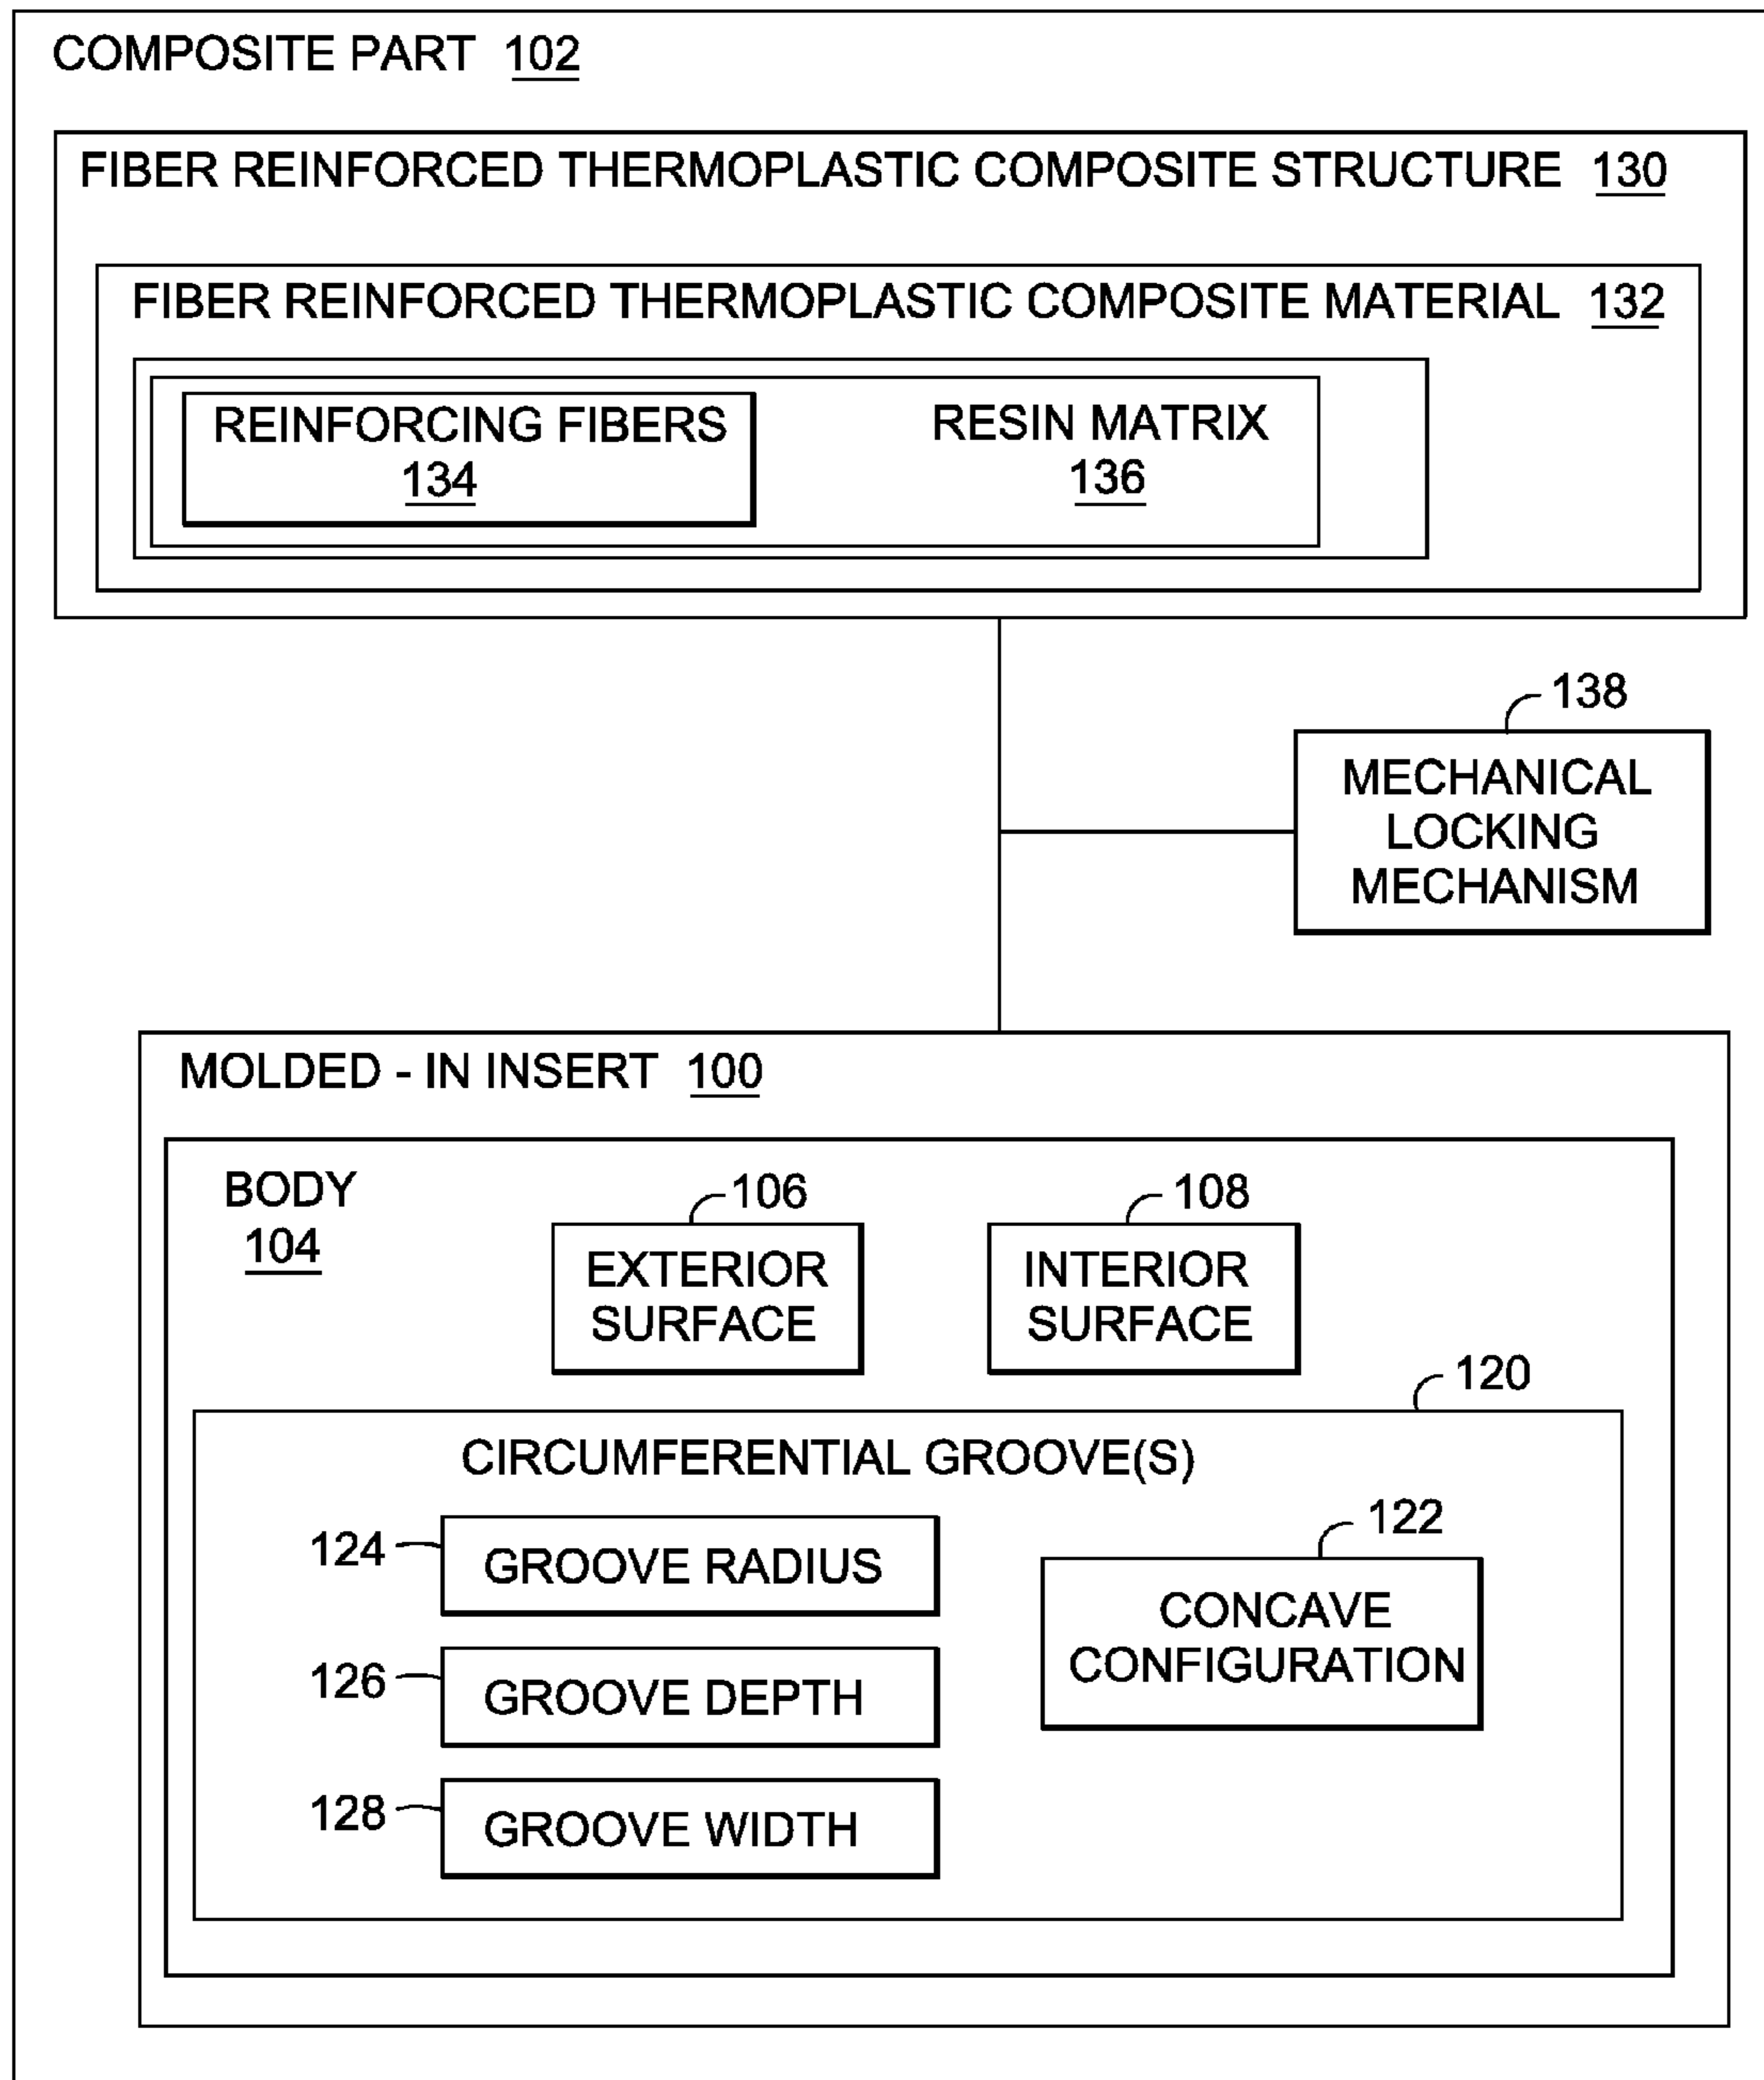 COMPOSITE PART 102
FIBER REINFORCED THERMOPLASTIC COMPOSITE STRUCTURE 130
FIBER REINFORCED THERMOPLASTIC COMPOSITE MATERIAL 132
REINFORCING FIBERS
134
RESIN MATRIX
136
138
MECHANICAL
LOCKING
MECHANISM
MOLDED - IN INSERT 100
BODY
104
106
EXTERIOR
SURFACE
108
INTERIOR
SURFACE
120
CIRCUMFERENTIAL GROOVE(S)
124 GROOVE RADIUS
126 GROOVE DEPTH
128 GROOVE WIDTH
122
CONCAVE
CONFIGURATION